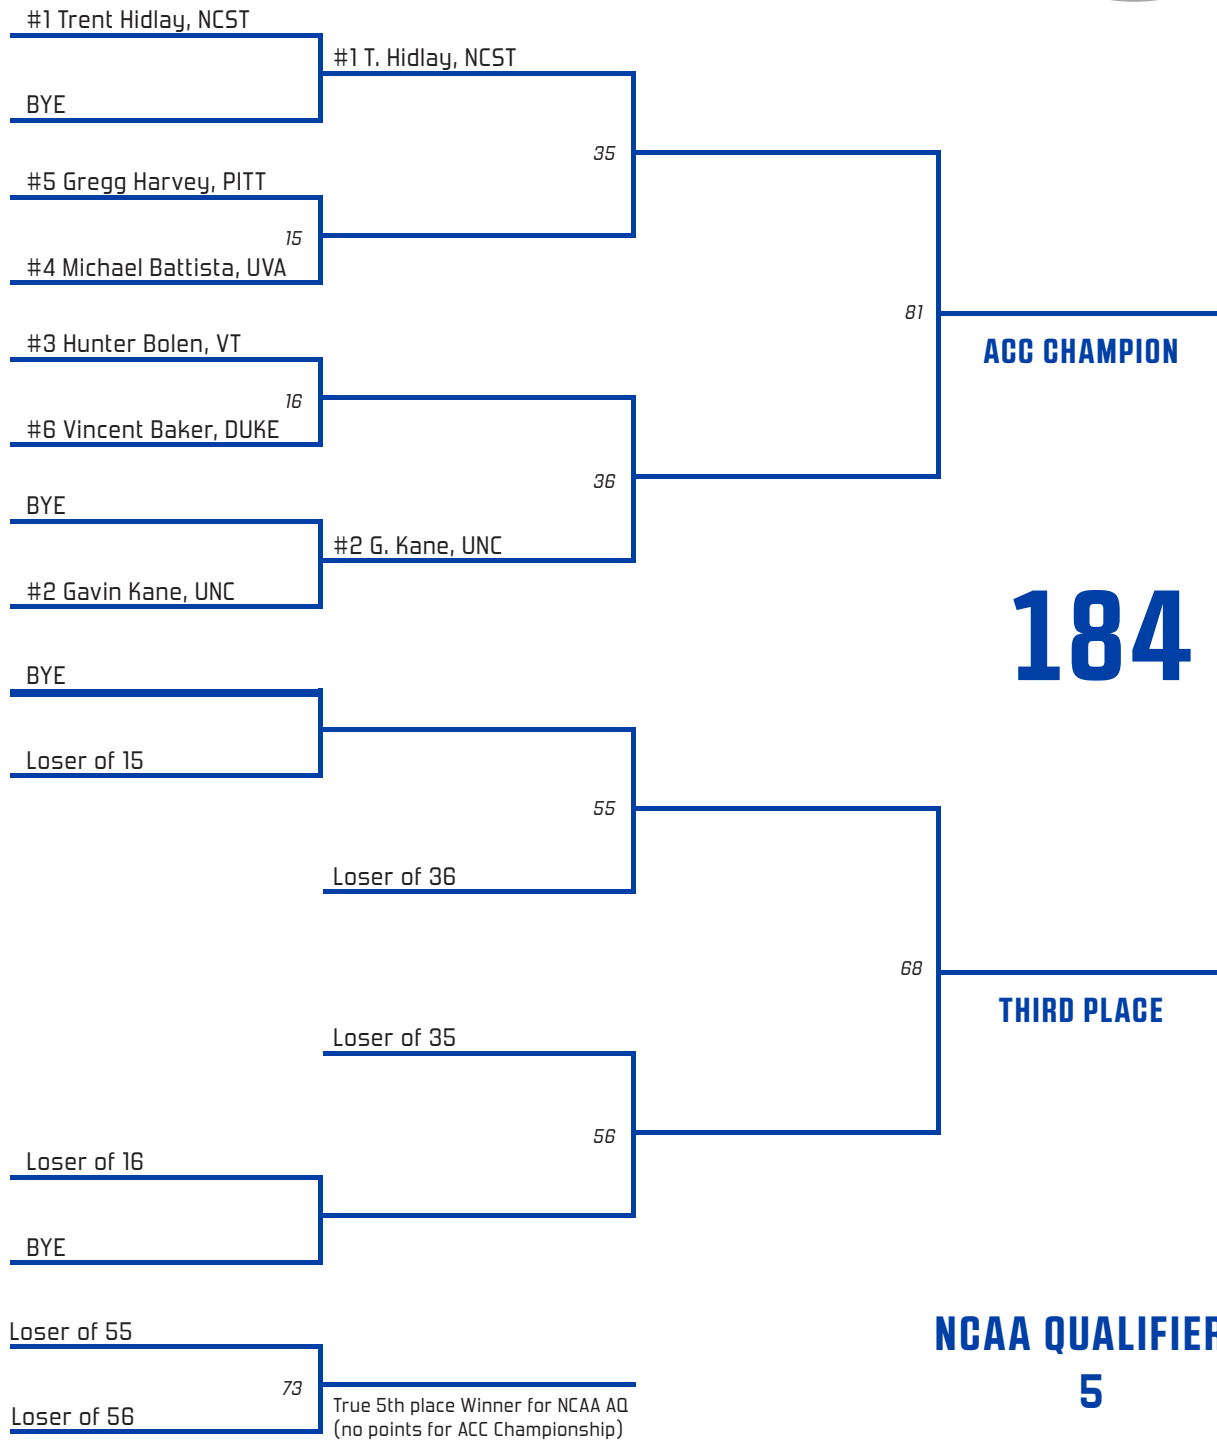 #1 Trent Hidlay, NCST
#1 T. Hidlay, NCST
BYE
35
#5 Gregg Harvey, PITT
15
#4 Michael Battista, UVA
81
ACC CHAMPION
#3 Hunter Bolen, VT
16
#6 Vincent Baker, DUKE
36
BYE
#2 G. Kane, UNC
#2 Gavin Kane, UNC
184
BYE
Loser of 15
55
Loser of 36
68
THIRD PLACE
Loser of 35
56
Loser of 16
BYE
Loser of 55
NCAA QUALIFIER
5
73
Loser of 56
True 5th place Winner for NCAA AQ
(no points for ACC Championship)